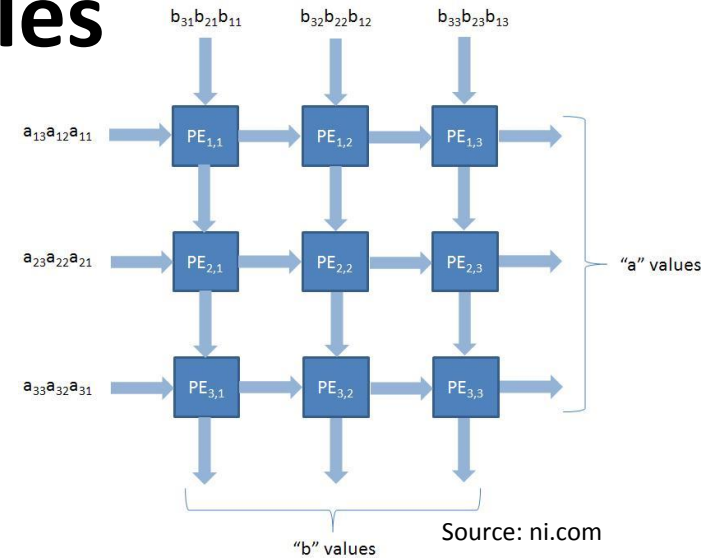 les
b₃₁b₂₁b₁₁ b₃₂b₂₂b₁₂ b₃₃b₂₃b₁₃
a₁₃a₁₂a₁₁ PE₁,₁ PE₁,₂ PE₁,₃
a₂₃a₂₂a₂₁ PE₂,₁ PE₂,₂ PE₂,₃ “a” values
a₃₃a₃₂a₃₁ PE₃,₁ PE₃,₂ PE₃,₃
Source: ni.com
“b” values